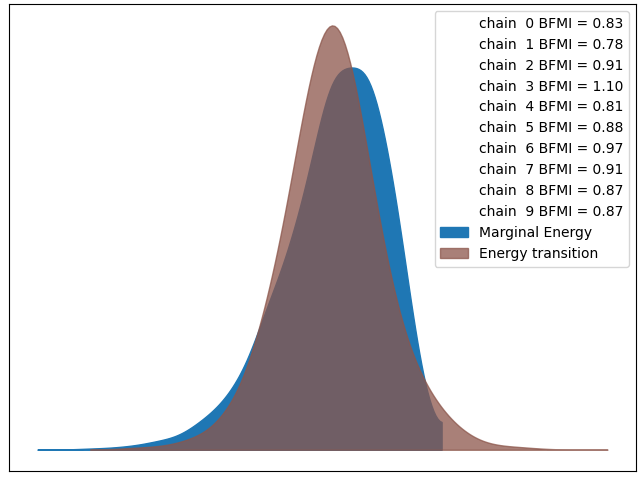 chain  0 BFMI = 0.83
chain  1 BFMI = 0.78
chain  2 BFMI = 0.91
chain  3 BFMI = 1.10
chain  4 BFMI = 0.81
chain  5 BFMI = 0.88
chain  6 BFMI = 0.97
chain  7 BFMI = 0.91
chain  8 BFMI = 0.87
chain  9 BFMI = 0.87
Marginal Energy
Energy transition